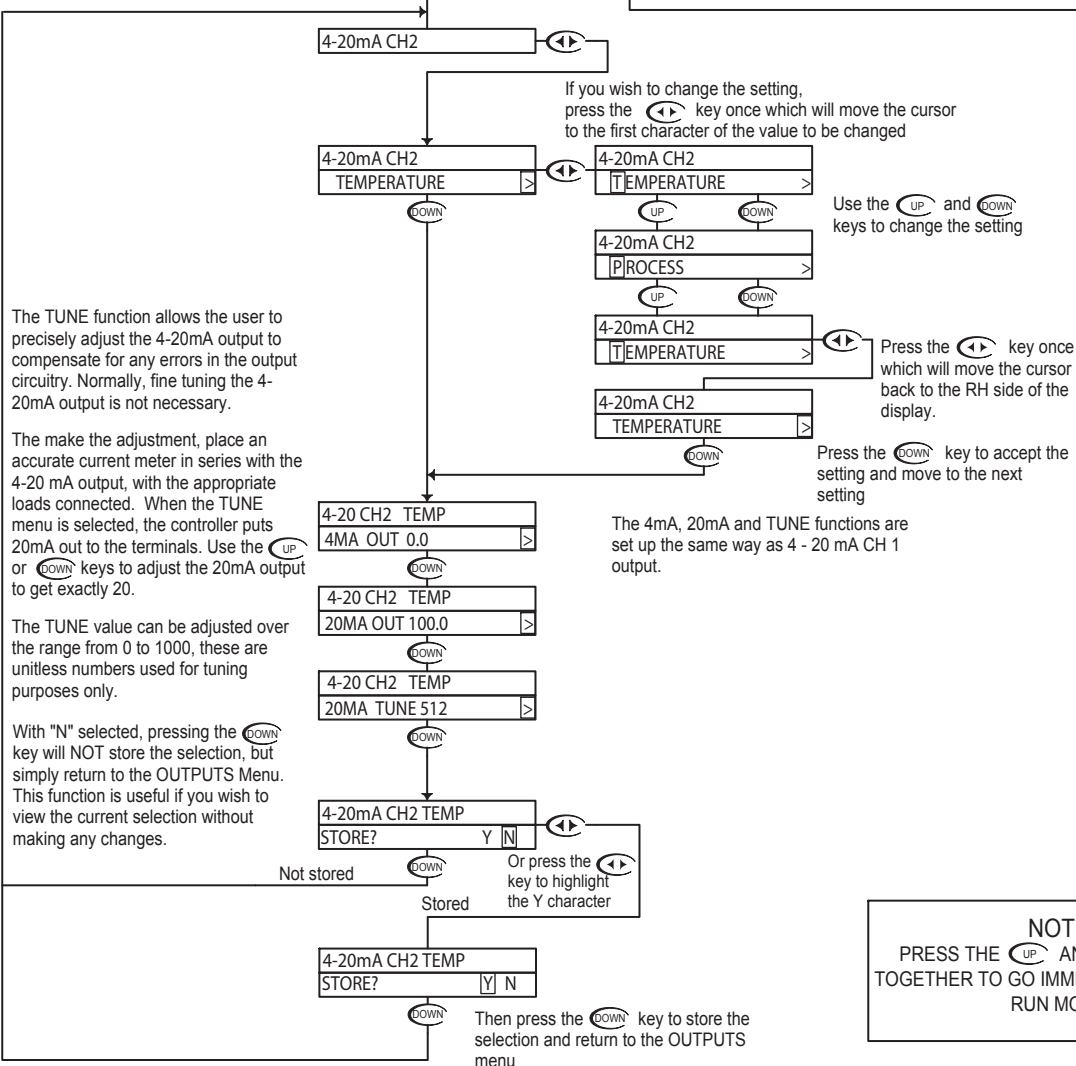 4-20mA CH2
If you wish to change the setting,
press the key once which will move the cursor
to the first character of the value to be changed
4-20mA CH2
TEMPERATURE >
DOWN
4-20mA CH2
TEMPERATURE >
UP DOWN
Use the UP and DOWN
keys to change the setting
4-20mA CH2
PROCESS >
UP DOWN
4-20mA CH2
TEMPERATURE >
Press the key once
which will move the cursor
back to the RH side of the
display.
4-20mA CH2
TEMPERATURE >
DOWN
Press the DOWN key to accept the
setting and move to the next
setting
The TUNE function allows the user to
precisely adjust the 4-20mA output to
compensate for any errors in the output
circuitry. Normally, fine tuning the 4-
20mA output is not necessary.
The make the adjustment, place an
accurate current meter in series with the
4-20 mA output, with the appropriate
loads connected. When the TUNE
menu is selected, the controller puts
20mA out to the terminals. Use the UP
or DOWN keys to adjust the 20mA output
to get exactly 20.
The TUNE value can be adjusted over
the range from 0 to 1000, these are
unitless numbers used for tuning
purposes only.
With "N" selected, pressing the DOWN
key will NOT store the selection, but
simply return to the OUTPUTS Menu.
This function is useful if you wish to
view the current selection without
making any changes.
4-20 CH2 TEMP
4MA OUT 0.0 >
DOWN
The 4mA, 20mA and TUNE functions are
set up the same way as 4 - 20 mA CH 1
output.
4-20 CH2 TEMP
20MA OUT 100.0 >
DOWN
4-20 CH2 TEMP
20MA TUNE 512 >
DOWN
4-20mA CH2 TEMP
STORE? Y N
DOWN
Not stored
Or press the
key to highlight
the Y character
Stored
4-20mA CH2 TEMP
STORE? Y N
DOWN
Then press the DOWN key to store the
selection and return to the OUTPUTS
menu
NOT
PRESS THE UP AN
TOGETHER TO GO IMM
RUN MO